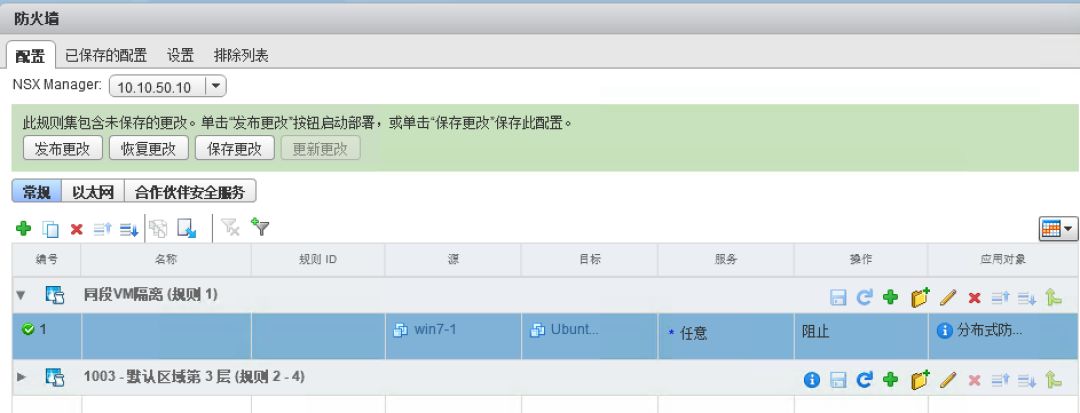 防火墙
配置 已保存的配置 设置 排除列表
NSX Manager: 10.10.50.10
此规则集包含未保存的更改。单击“发布更改”按钮启动部署，或单击“保存更改”保存此配置。
发布更改 恢复更改 保存更改 更新更改
常规 以太网 合作伙伴安全服务
编号 名称 规则 ID 源 目标 服务 操作 应用对象
同段VM隔离 (规则 1)
1 win7-1 Ubunt... * 任意 阻止 分布式防...
1003 - 默认区域第 3 层 (规则 2 - 4)